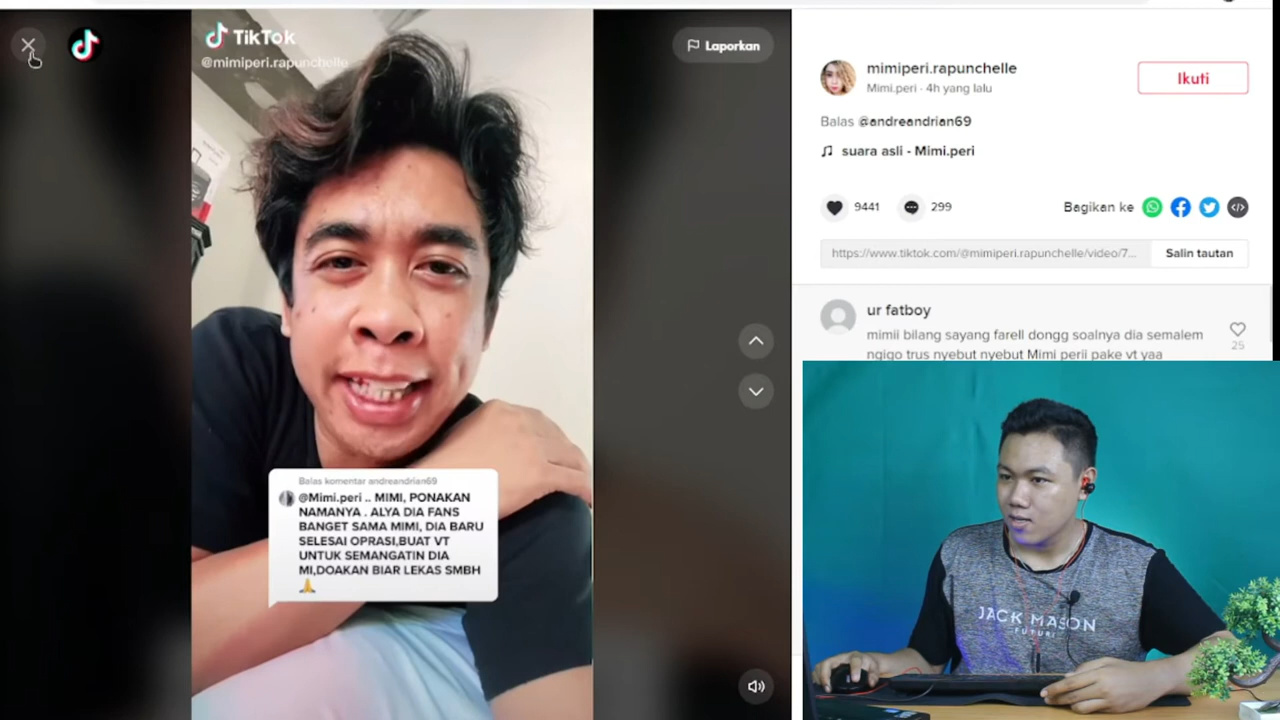 TikTok
@mimiperi.rapunchelle
Laporkan
Balas komentar andreandrian69
@Mimi.peri .. MIMI, PONAKAN
NAMANYA . ALYA DIA FANS
BANGET SAMA MIMI, DIA BARU
SELESAI OPRASI,BUAT VT
UNTUK SEMANGATIN DIA
MI,DOAKAN BIAR LEKAS SMBH
🙏
mimiperi.rapunchelle
Mimi.peri · 4h yang lalu
Ikuti
Balas @andreandrian69
suara asli - Mimi.peri
9441
299
Bagikan ke
https://www.tiktok.com/@mimiperi.rapunchelle/video/7...
Salin tautan
ur fatboy
mimii bilang sayang farell dongg soalnya dia semalem
ngigo trus nyebut nyebut Mimi perii pake vt yaa
25
JACK MASON
FUTURI